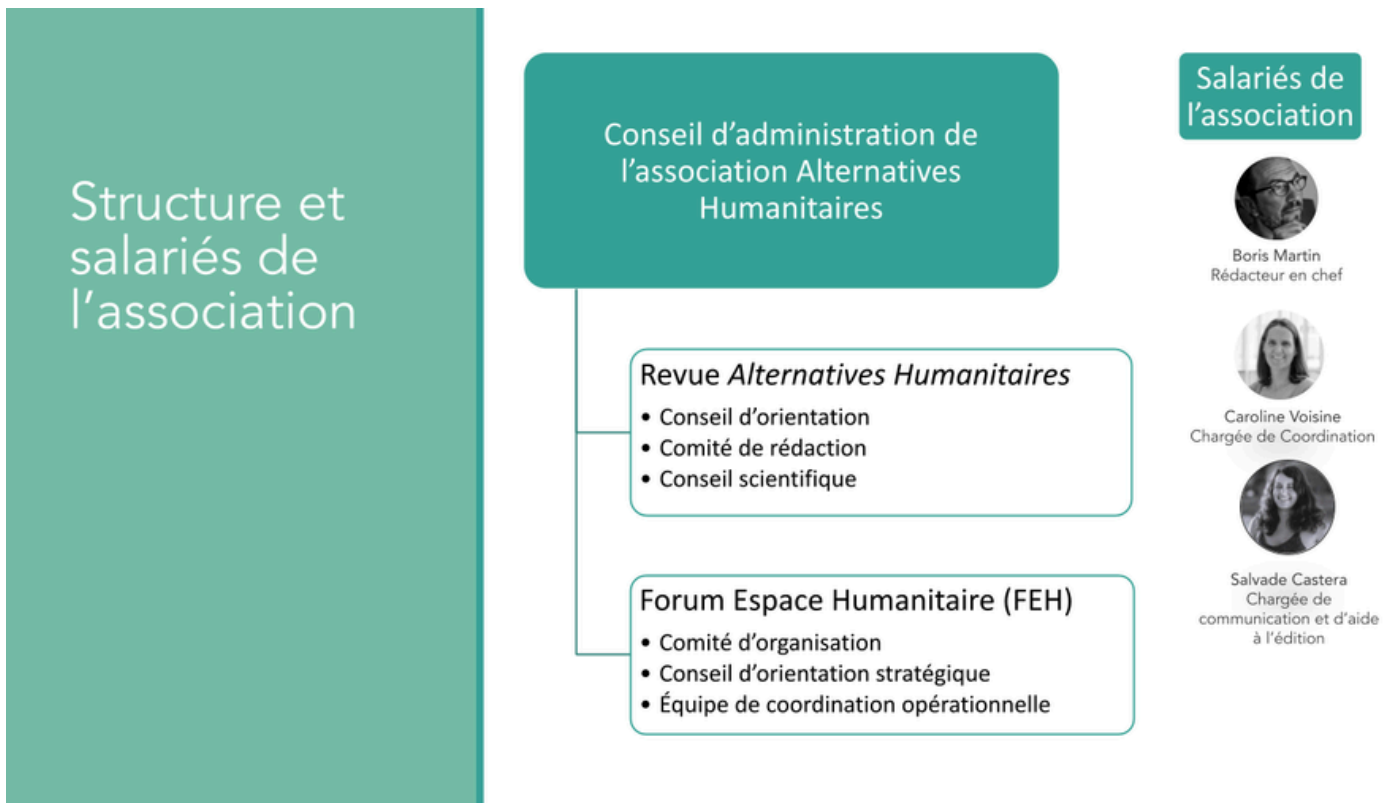 Structure et
salariés de
l’association
Conseil d’administration de
l’association Alternatives
Humanitaires
Revue Alternatives Humanitaires
• Conseil d’orientation
• Comité de rédaction
• Conseil scientifique
Forum Espace Humanitaire (FEH)
• Comité d’organisation
• Conseil d’orientation stratégique
• Équipe de coordination opérationnelle
Salariés de
l’association
Boris Martin
Rédacteur en chef
Caroline Voisine
Chargée de Coordination
Salvade Castera
Chargée de
communication et d’aide
à l’édition